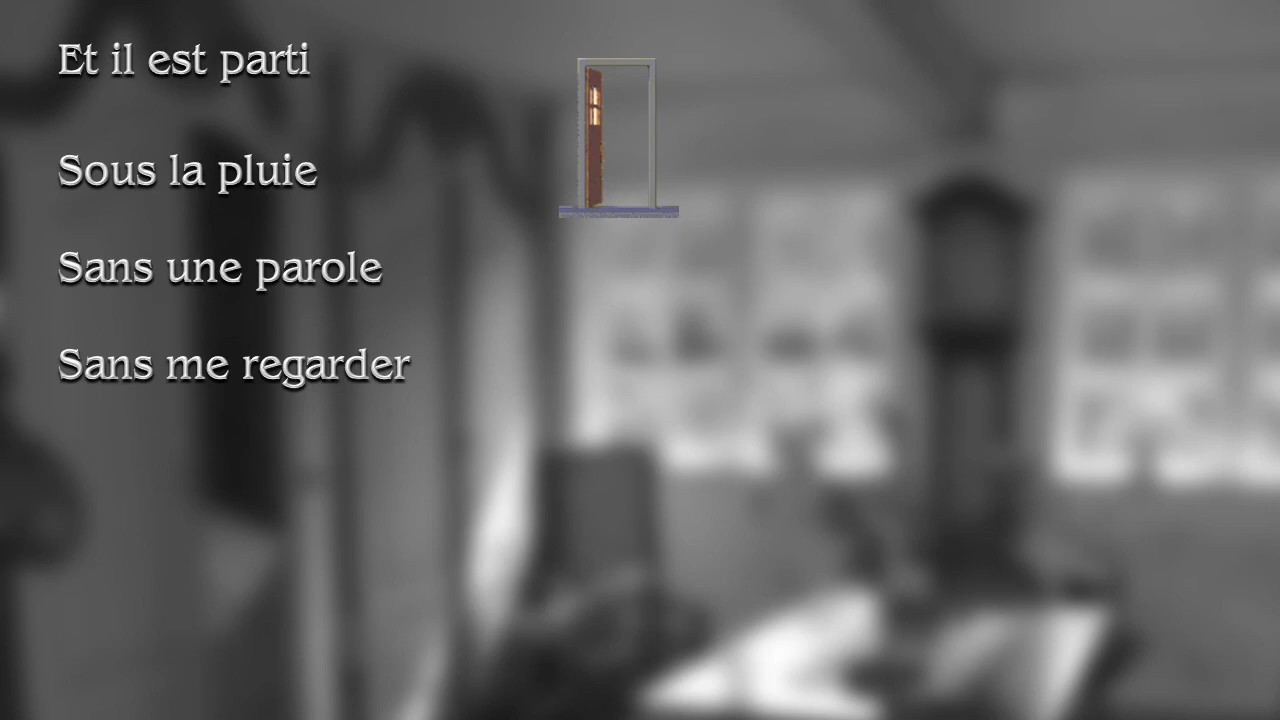 Et il est parti
Sous la pluie
Sans une parole
Sans me regarder